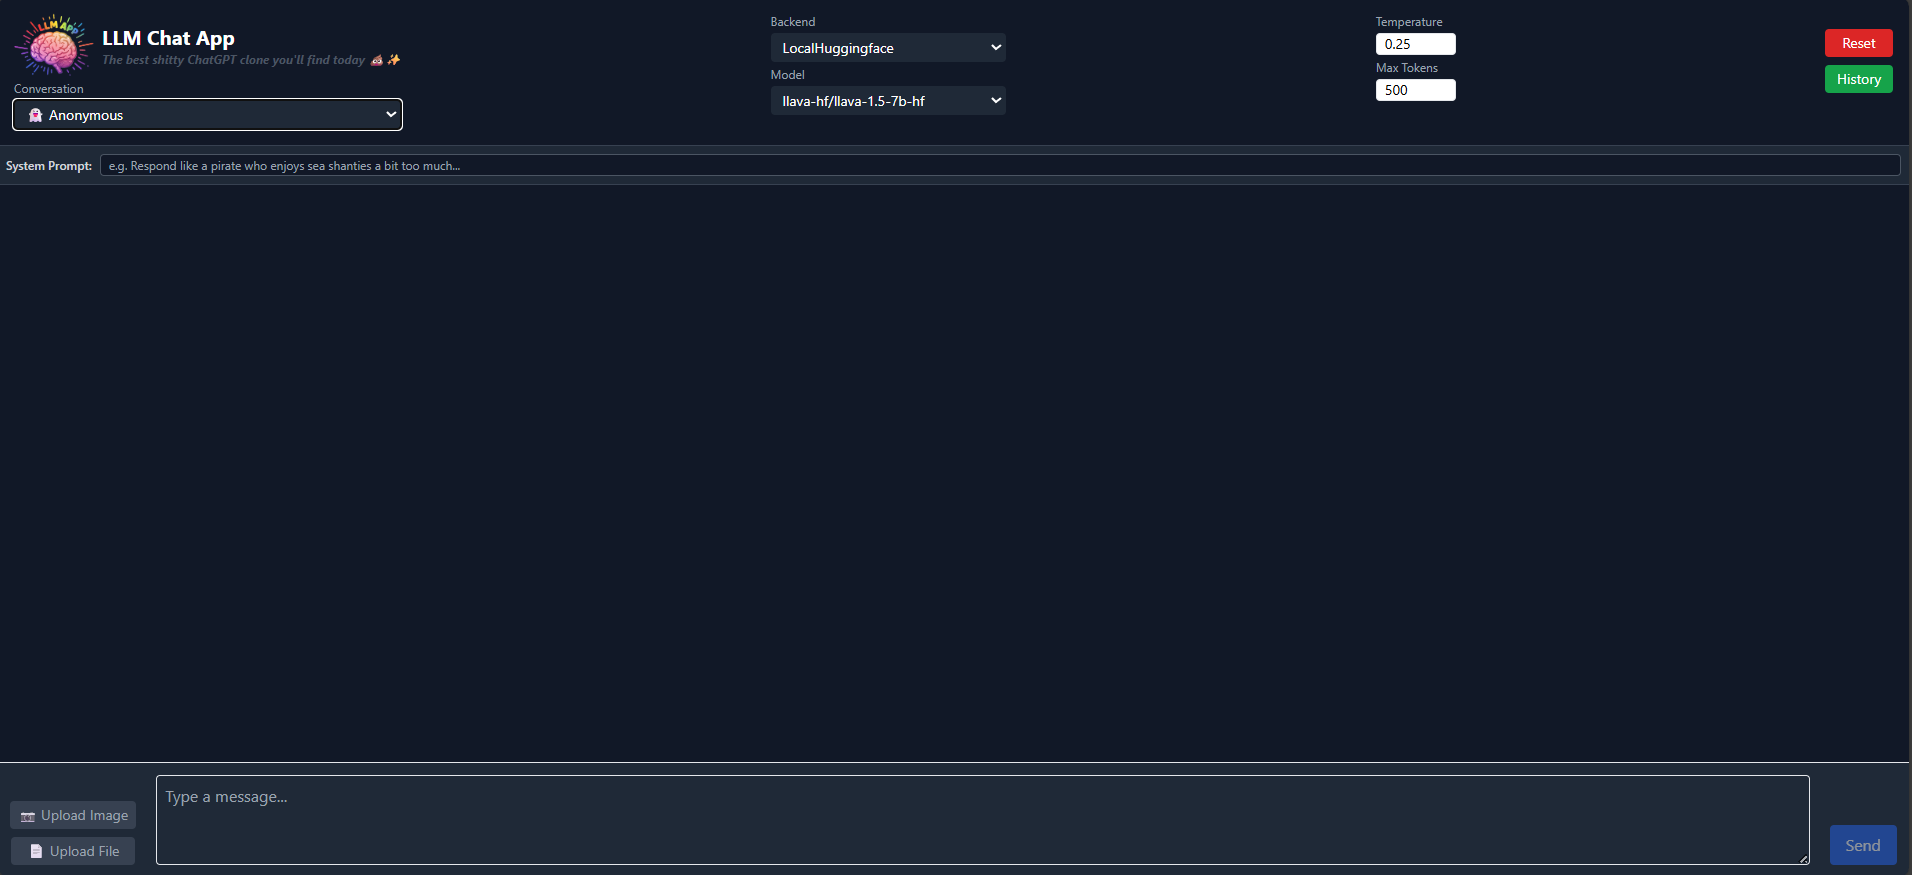 LLM APP
LLM Chat App
The best shitty ChatGPT clone you'll find today 💩✨
Conversation
👻 Anonymous
Backend
LocalHuggingface
Model
llava-hf/llava-1.5-7b-hf
Temperature
0.25
Max Tokens
500
Reset
History
System Prompt:
e.g. Respond like a pirate who enjoys sea shanties a bit too much...
📷 Upload Image
📄 Upload File
Type a message...
Send